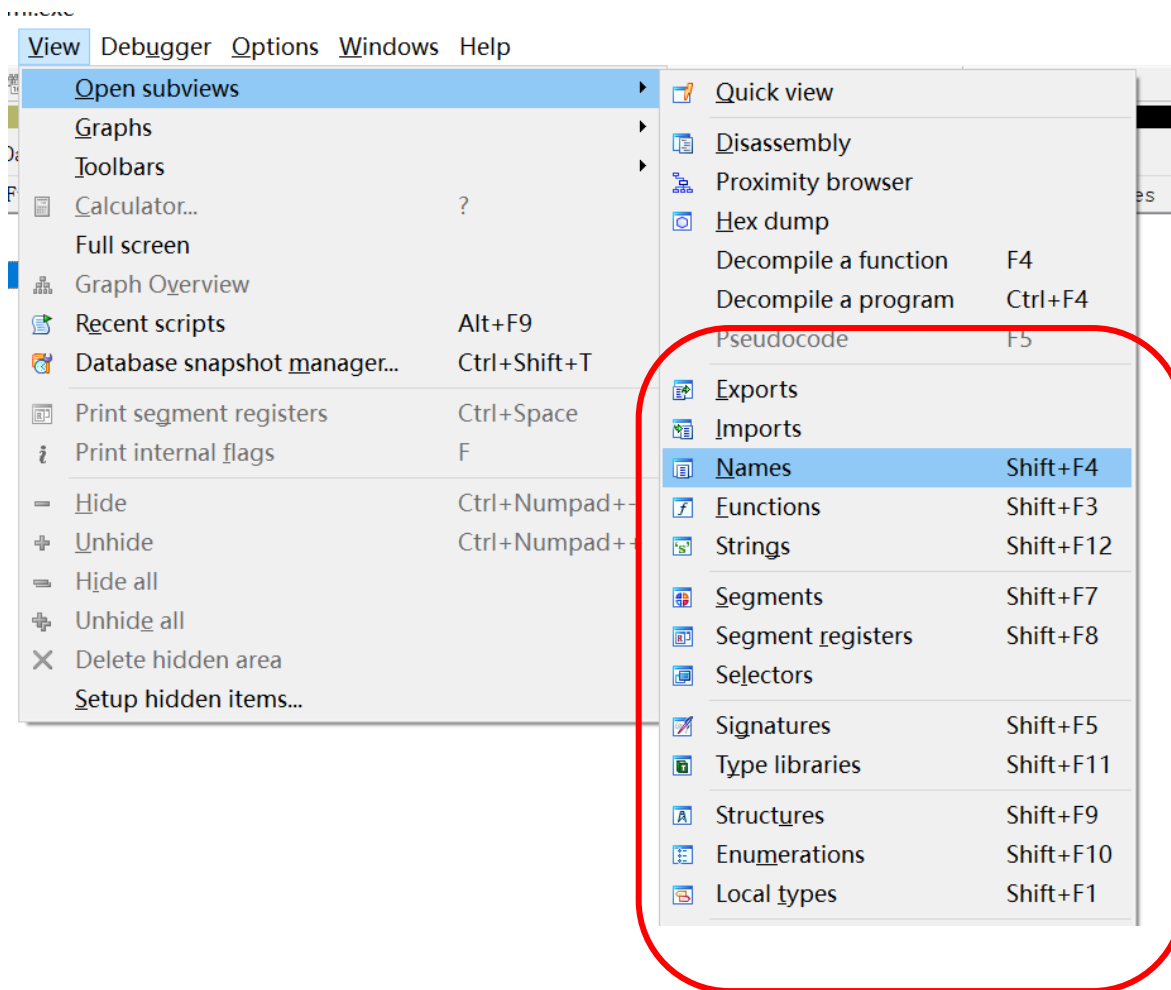 View Debugger Options Windows Help
Open subviews
Graphs
Toolbars
Calculator... ?
Full screen
Graph Overview
Recent scripts Alt+F9
Database snapshot manager... Ctrl+Shift+T
Print segment registers Ctrl+Space
Print internal flags F
Hide Ctrl+Numpad+-
Unhide Ctrl+Numpad++
Hide all
Unhide all
Delete hidden area
Setup hidden items...
Quick view
Disassembly
Proximity browser
Hex dump
Decompile a function F4
Decompile a program Ctrl+F4
Pseudocode F5
Exports
Imports
Names Shift+F4
Functions Shift+F3
Strings Shift+F12
Segments Shift+F7
Segment registers Shift+F8
Selectors
Signatures Shift+F5
Type libraries Shift+F11
Structures Shift+F9
Enumerations Shift+F10
Local types Shift+F1